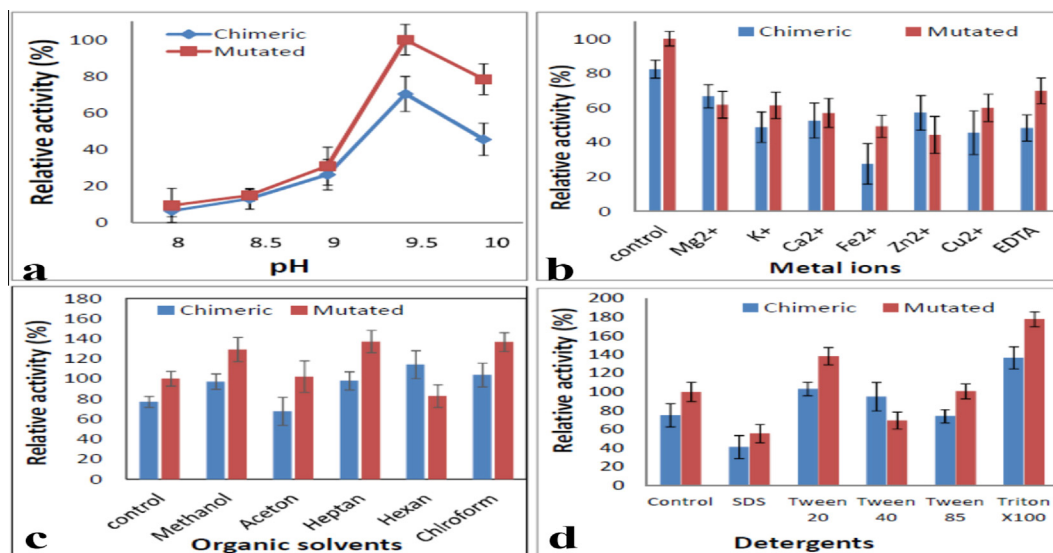 Relative activity (%)
100
80
60
40
20
0
Chimeric
Mutated
8 8.5 9 9.5 10
pH
a
Relative activity (%)
100
80
60
40
20
0
Chimeric Mutated
control Mg2+ K+ Ca2+ Fe2+ Zn2+ Cu2+ EDTA
Metal ions
b
Relative activity (%)
180
160
140
120
100
80
60
40
20
0
Chimeric Mutated
control Methanol Aceton Heptan Hexan Chlroform
Organic solvents
c
Relative activity (%)
200
180
160
140
120
100
80
60
40
20
0
Chimeric Mutated
Control SDS Tween Tween Tween Triton
20 40 85 X100
Detergents
d